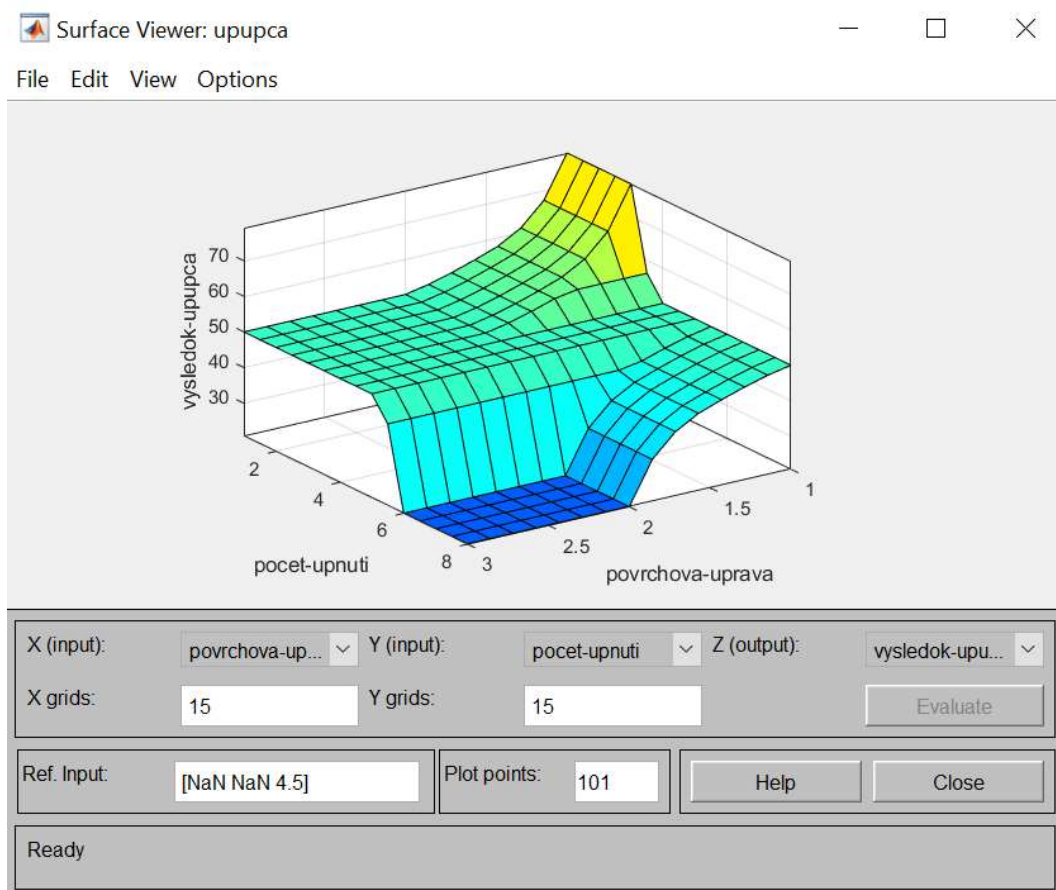 Surface Viewer: upupca
File Edit View Options
70
60
50
40
30
vysledok-upupca
2
4
6
8
pocet-upnuti
3
2.5
2
1.5
1
povrchova-uprava
X (input): povrchova-up... Y (input): pocet-upnuti Z (output): vysledok-upu...
X grids: 15 Y grids: 15 Evaluate
Ref. Input: [NaN NaN 4.5] Plot points: 101 Help Close
Ready